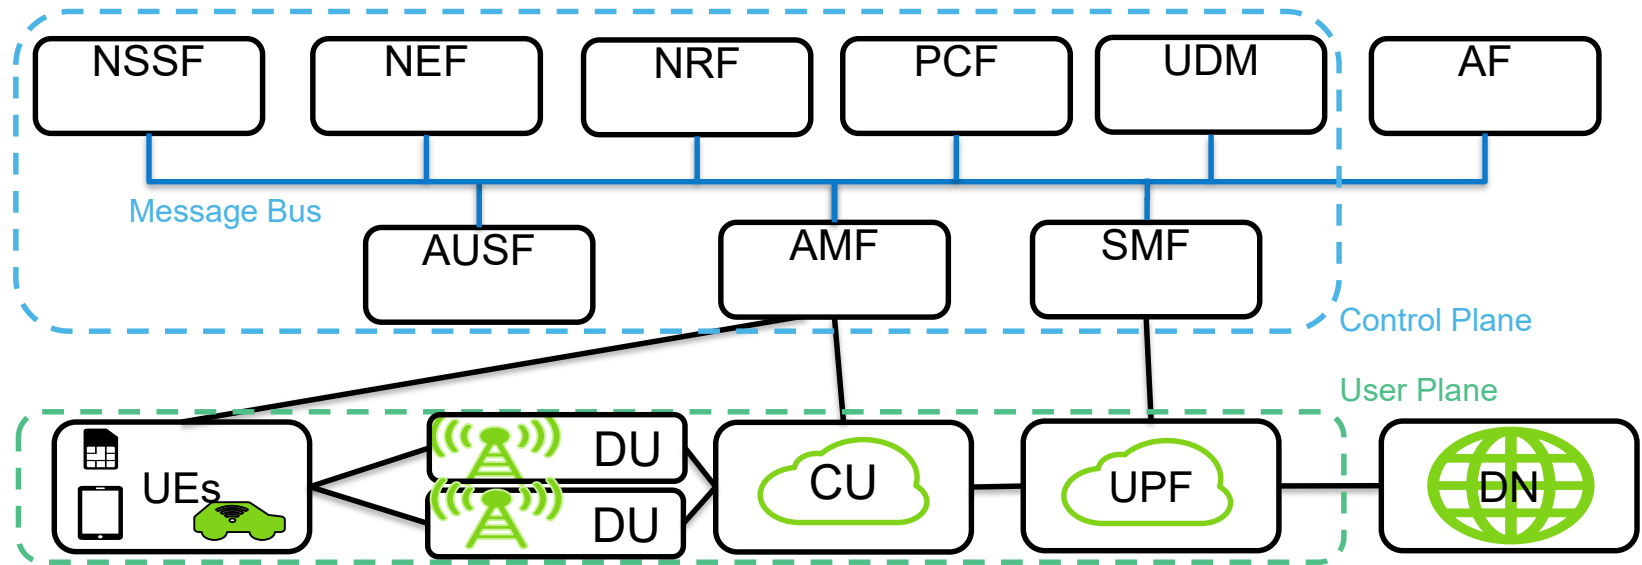 NSSF
NEF
NRF
PCF
UDM
AF
Message Bus
AUSF
AMF
SMF
Control Plane
User Plane
UEs
DU
DU
CU
UPF
DN